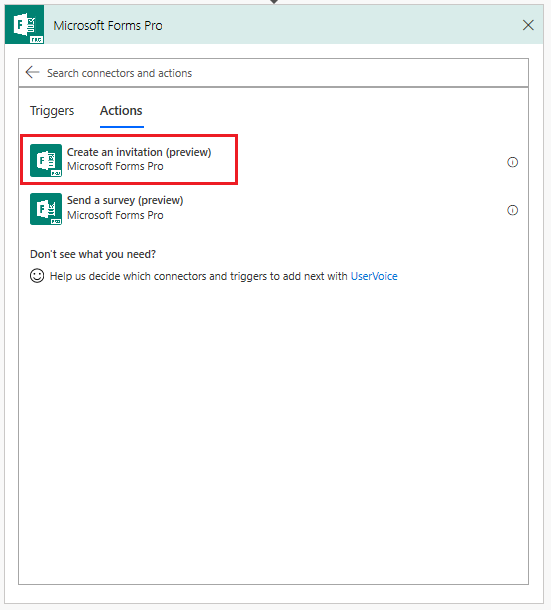 Microsoft Forms Pro
Search connectors and actions
Triggers
Actions
Create an invitation (preview)
Microsoft Forms Pro
Send a survey (preview)
Microsoft Forms Pro
Don't see what you need?
Help us decide which connectors and triggers to add next with UserVoice